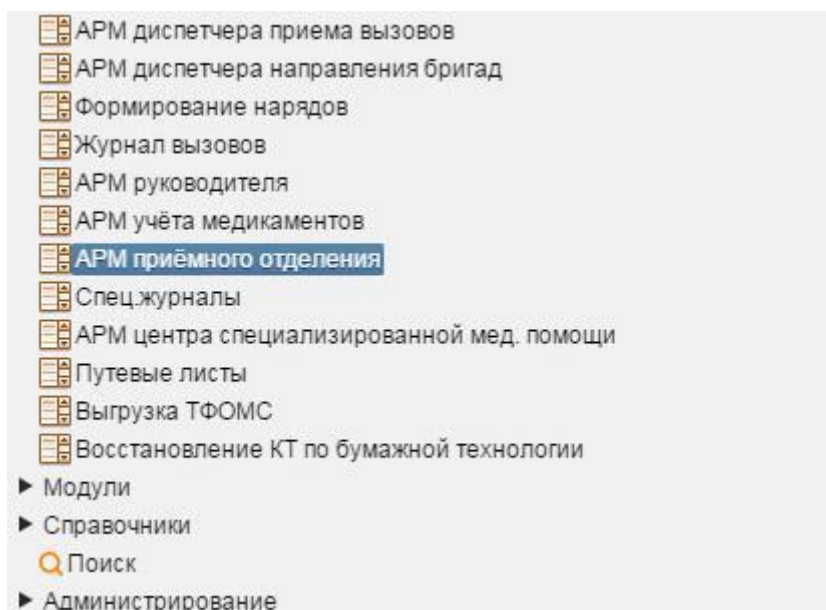 АРМ диспетчера приема вызовов
АРМ диспетчера направления бригад
Формирование нарядов
Журнал вызовов
АРМ руководителя
АРМ учёта медикаментов
АРМ приёмного отделения
Спец.журналы
АРМ центра специализированной мед. помощи
Путевые листы
Выгрузка ТФОМС
Восстановление КТ по бумажной технологии
Модули
Справочники
Поиск
Администрирование